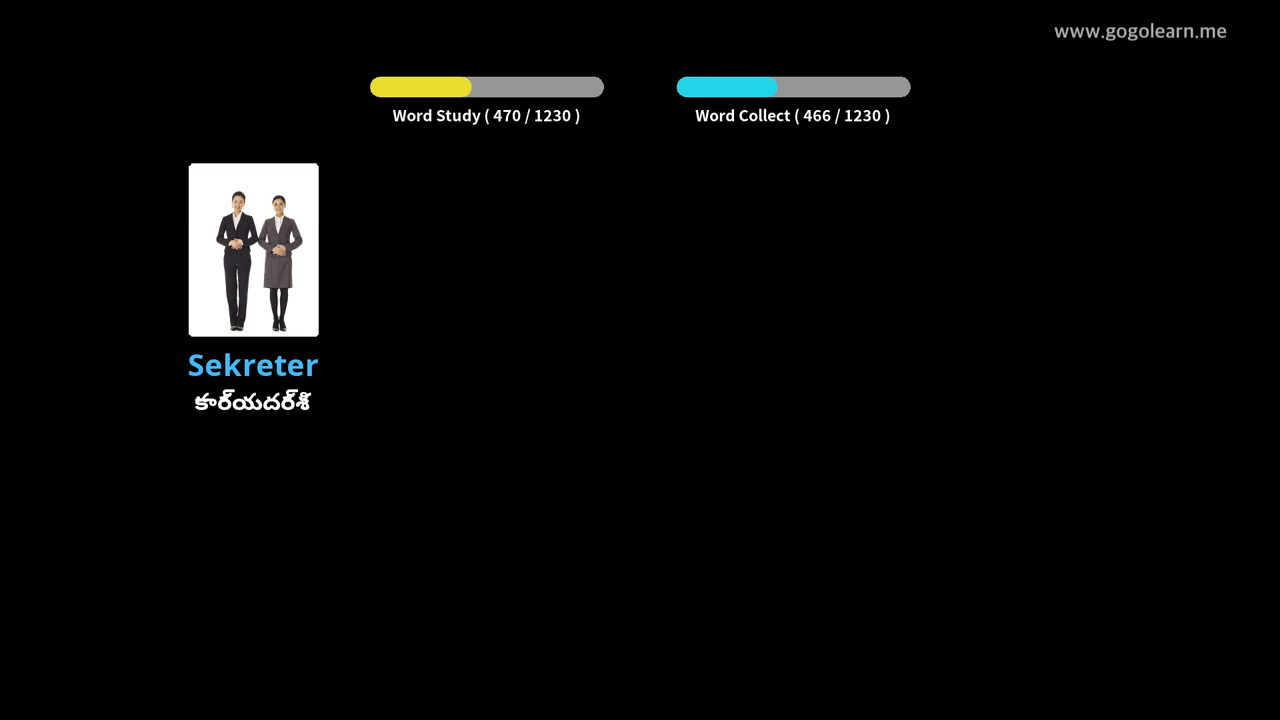 www.gogolearn.me
Word Study ( 470 / 1230 )
Word Collect ( 466 / 1230 )
Sekreter
కార్యదర్శి